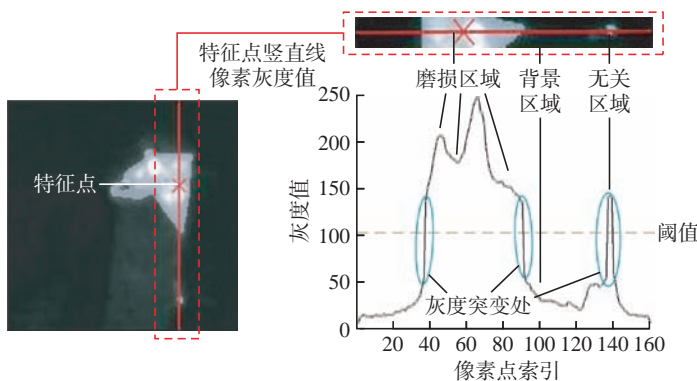 特征点竖直线
像素灰度值
特征点
磨损区域
背景
区域
无关
区域
250
200
150
100
50
0
灰度值
阈值
灰度突变处
20
40
60
80
100
120
140
160
像素点索引